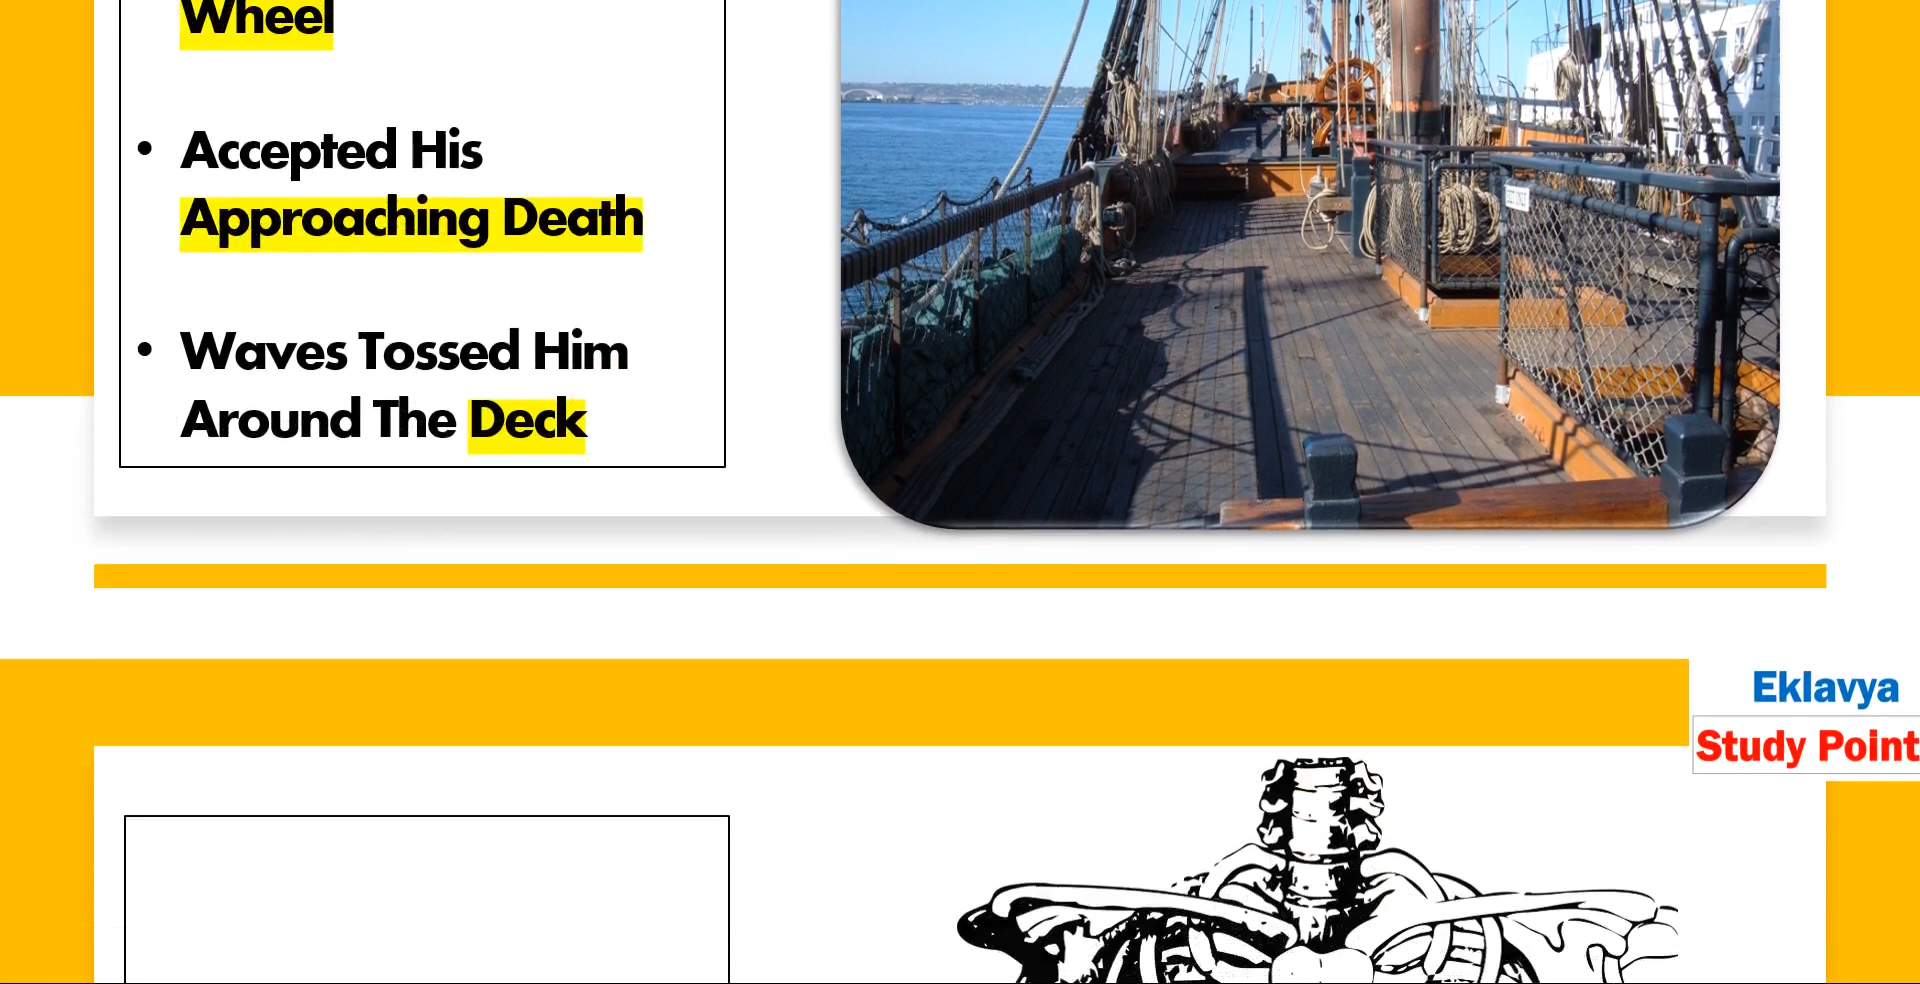 Wheel
• Accepted His
Approaching Death
• Waves Tossed Him
Around The Deck
Eklavya
Study Point